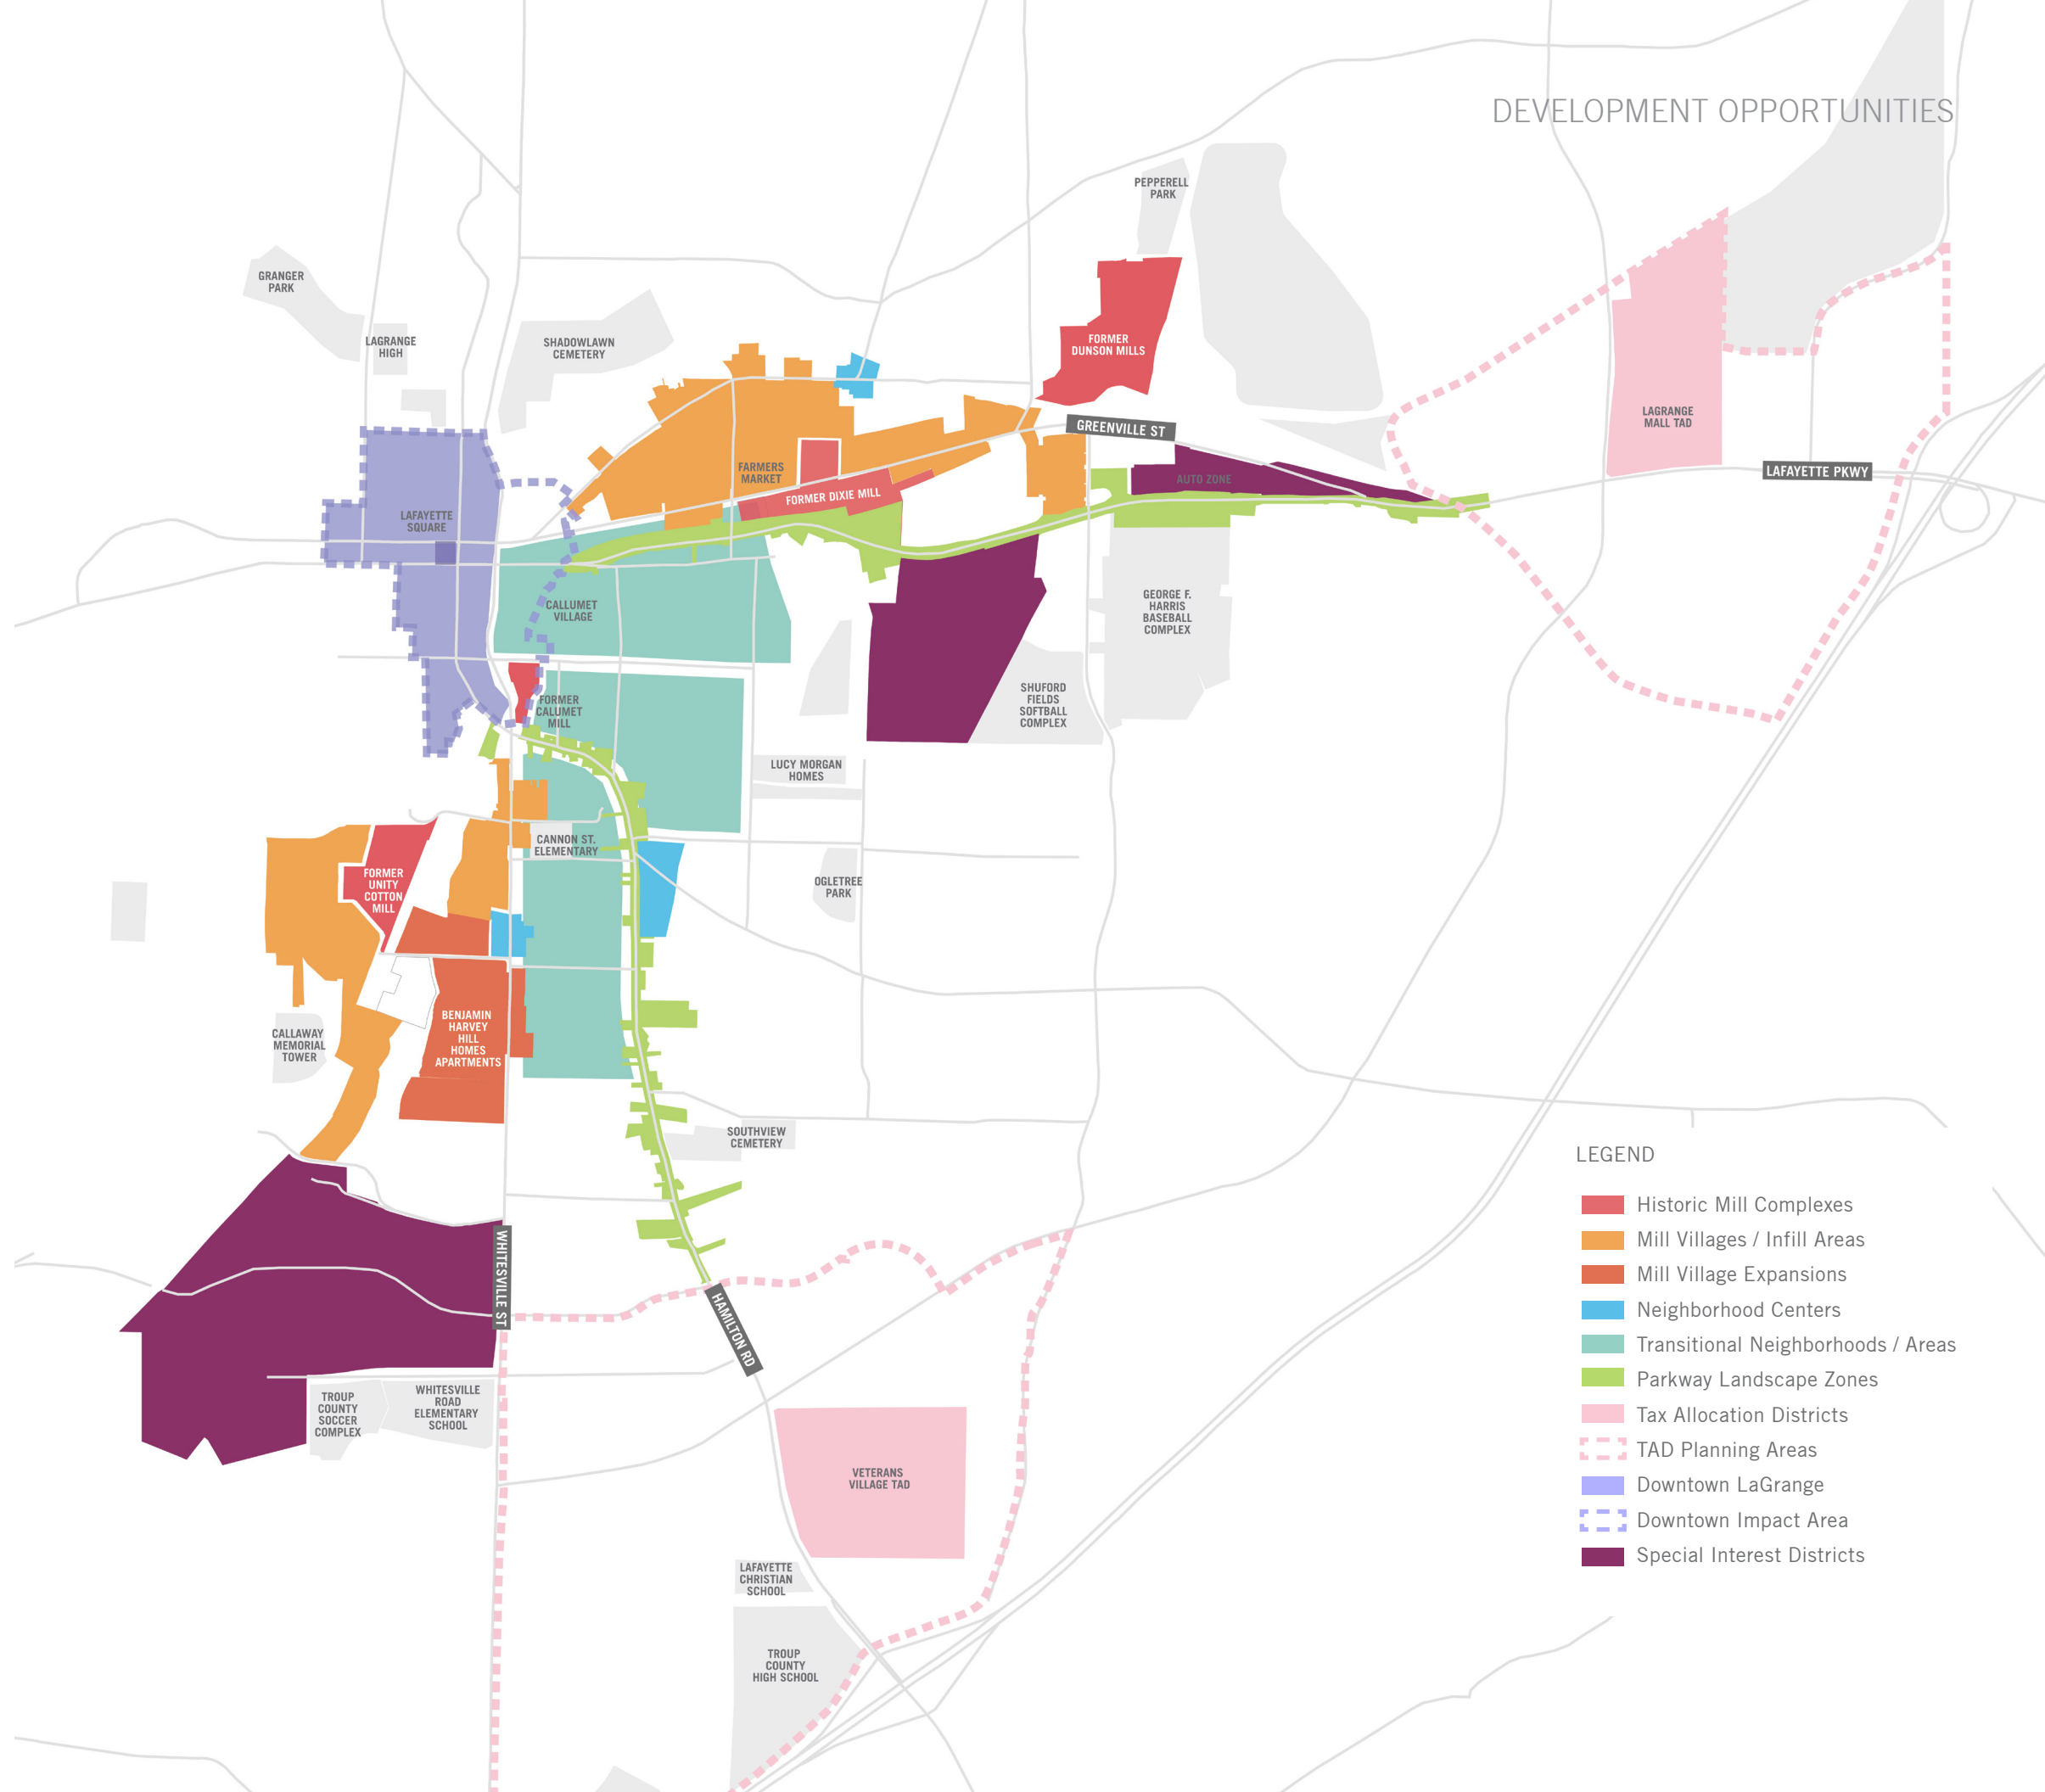 DEVELOPMENT OPPORTUNITIES
PEPPERELL
PARK
GRANGER
PARK
LAGRANGE
HIGH
SHADOWLAWN
CEMETERY
FORMER
DUNSON MILLS
GREENVILLE ST
LAGRANGE
MALL TAD
LAFAYETTE PKWY
FARMERS
MARKET
AUTO ZONE
FORMER DIXIE MILL
LAFAYETTE
SQUARE
CALLUMET
VILLAGE
GEORGE F.
HARRIS
BASEBALL
COMPLEX
FORMER
CALUMET
MILL
SHUFORD
FIELDS
SOFTBALL
COMPLEX
LUCY MORGAN
HOMES
CANNON ST.
ELEMENTARY
FORMER
UNITY
COTTON
MILL
OGLETREE
PARK
CALLAWAY
MEMORIAL
TOWER
BENJAMIN
HARVEY
HILL
HOMES
APARTMENTS
SOUTHVIEW
CEMETERY
WHITESVILLE ST
HAMILTON RD
TROUP
COUNTY
SOCCER
COMPLEX
WHITESVILLE
ROAD
ELEMENTARY
SCHOOL
VETERANS
VILLAGE TAD
LAFAYETTE
CHRISTIAN
SCHOOL
TROUP
COUNTY
HIGH SCHOOL
LEGEND
Historic Mill Complexes
Mill Villages / Infill Areas
Mill Village Expansions
Neighborhood Centers
Transitional Neighborhoods / Areas
Parkway Landscape Zones
Tax Allocation Districts
TAD Planning Areas
Downtown LaGrange
Downtown Impact Area
Special Interest Districts